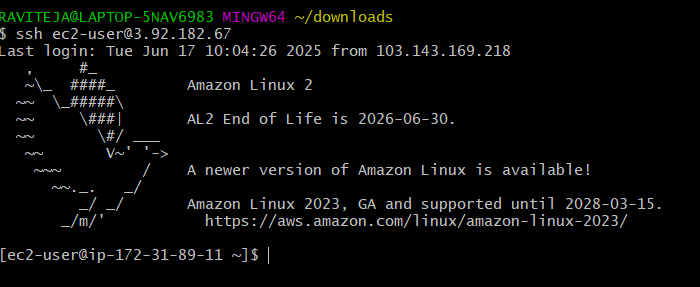 RAVITEJA@LAPTOP-5NAV6983 MINGW64 ~/downloads
$ ssh ec2-user@3.92.182.67
Last login: Tue Jun 17 10:04:26 2025 from 103.143.169.218
   ,     #_
   ~\_  ####_        Amazon Linux 2
  ~~  \_#####\
  ~~     \###|       AL2 End of Life is 2026-06-30.
  ~~       \#/ ___
   ~~       V~' '->
    ~~~         /    A newer version of Amazon Linux is available!
      ~~._.   _/
         _/ _/       Amazon Linux 2023, GA and supported until 2028-03-15.
       _/m/'           https://aws.amazon.com/linux/amazon-linux-2023/
[ec2-user@ip-172-31-89-11 ~]$